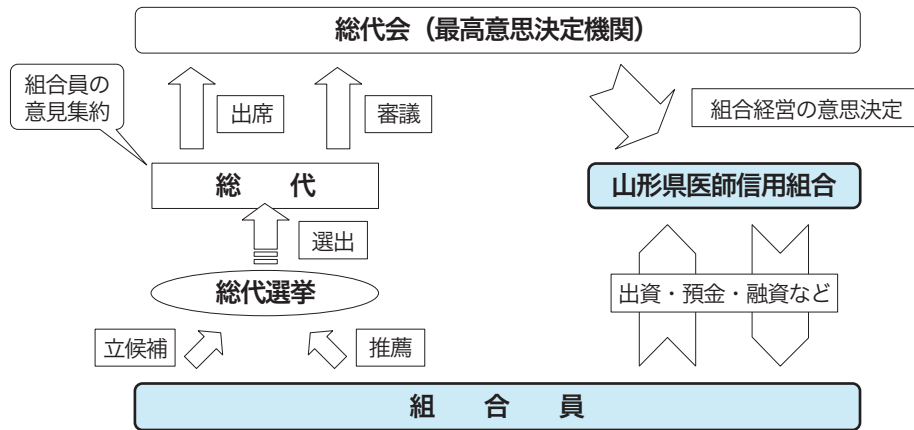 総代会（最高意思決定機関）
組合員の
意見集約
出席
審議
組合経営の意思決定
総　代
山形県医師信用組合
選出
総代選挙
出資・預金・融資など
立候補
推薦
組　合　員